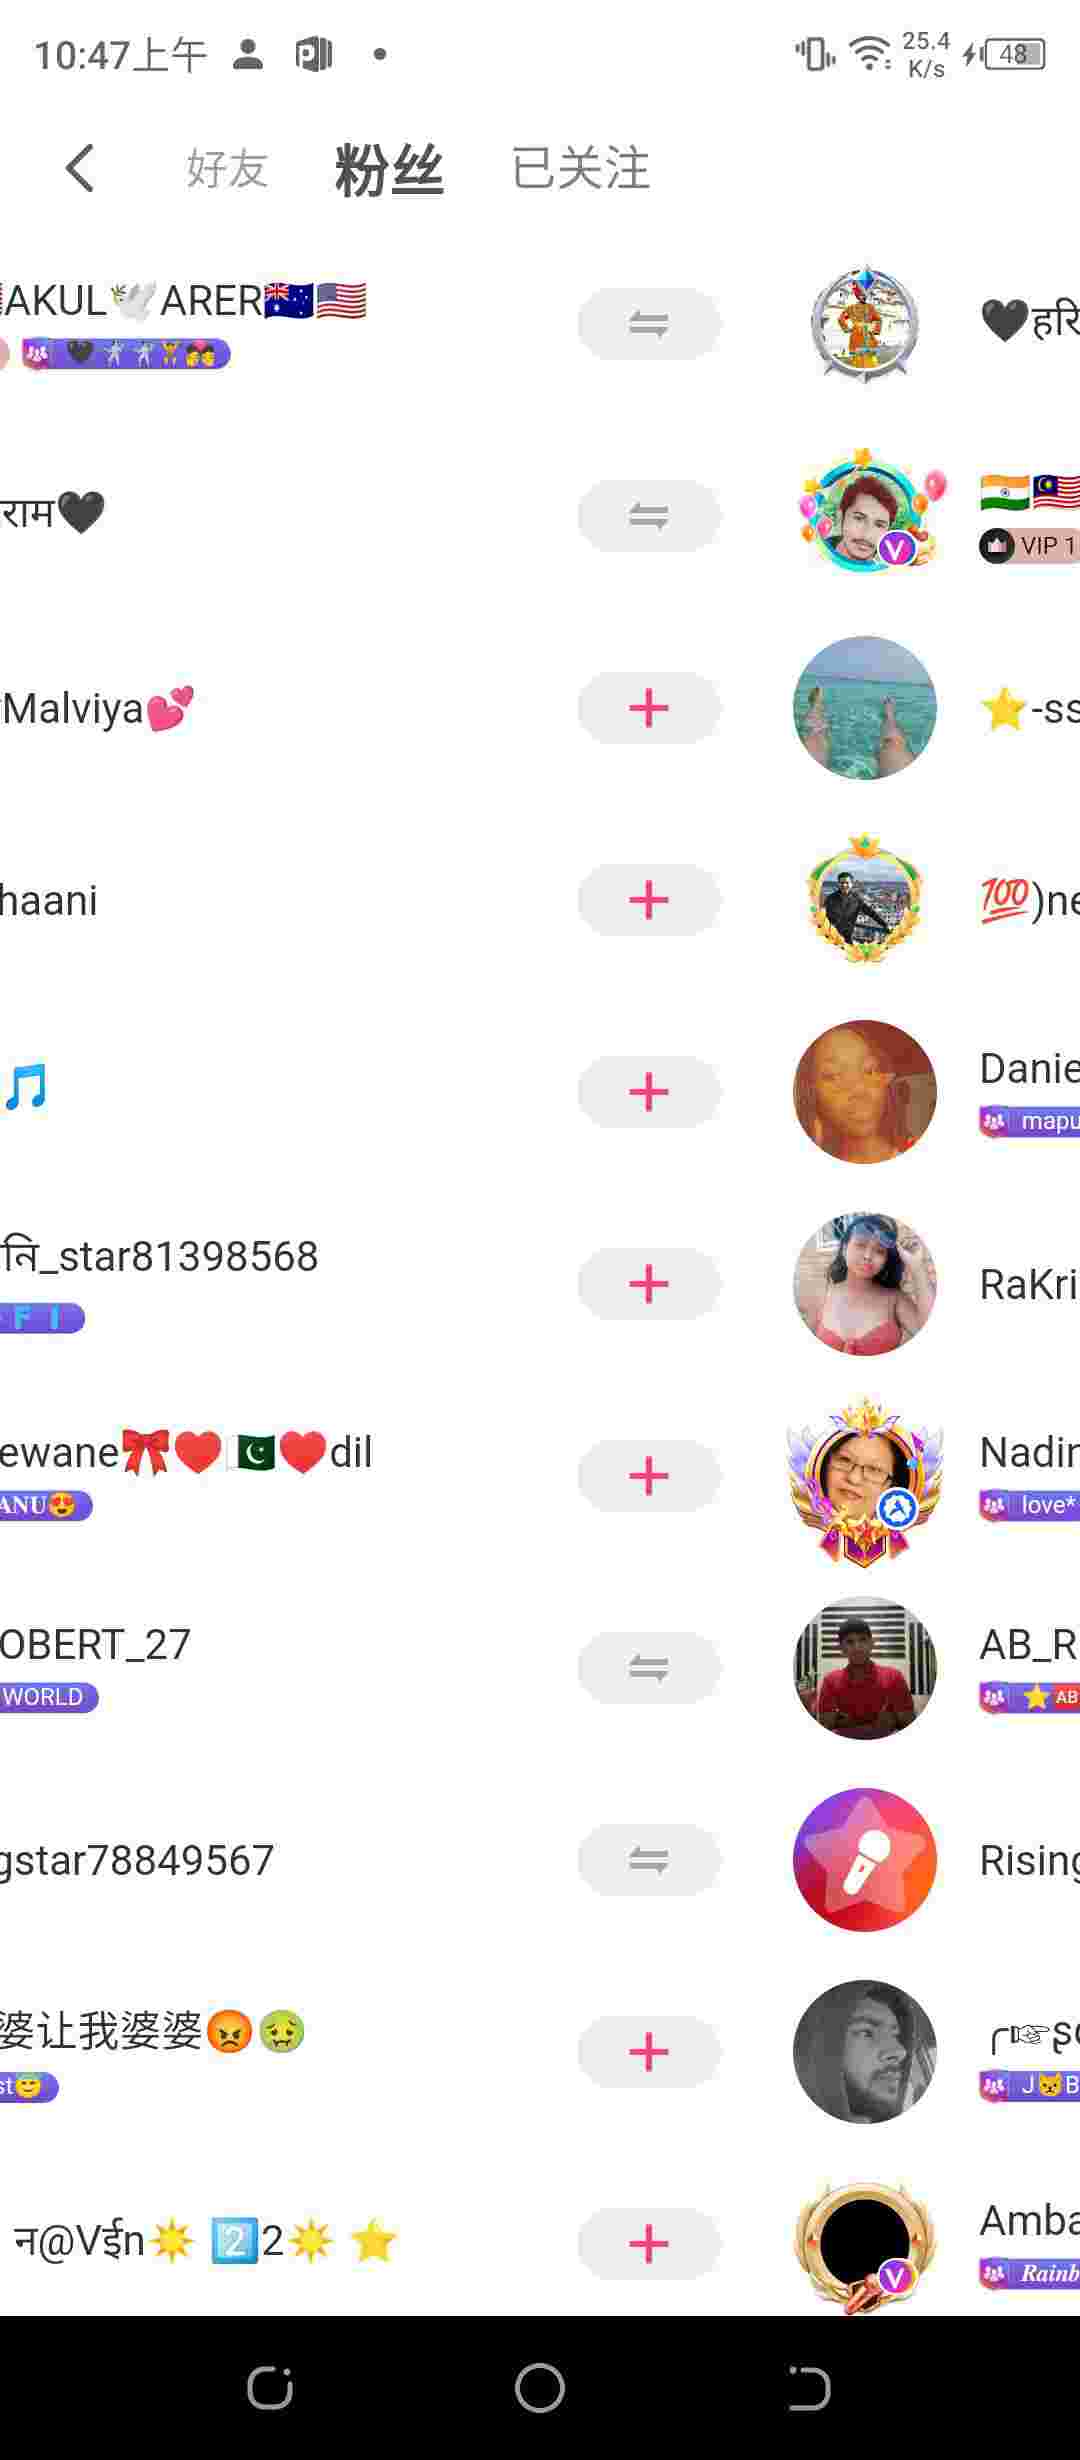 10:47上午
25.4
K/s
48
好友 粉丝 已关注
AKUL🕊️ARER🇦🇺🇺🇸
🖤हरि
राम🖤
VIP 1
Malviya💕
⭐-ss
haani
💯)ne
🎵
Danie
mapu
नि_star81398568
F I
RaKri
ewane🎀♥️🇵🇰♥️dil
ANU😍
Nadin
love*
OBERT_27
WORLD
AB_R
⭐AB
gstar78849567
Rising
婆让我婆婆😡🤢
st😇
J😼B
न@Vईn☀️ 2️⃣2☀️ ⭐
Amba
Rainb